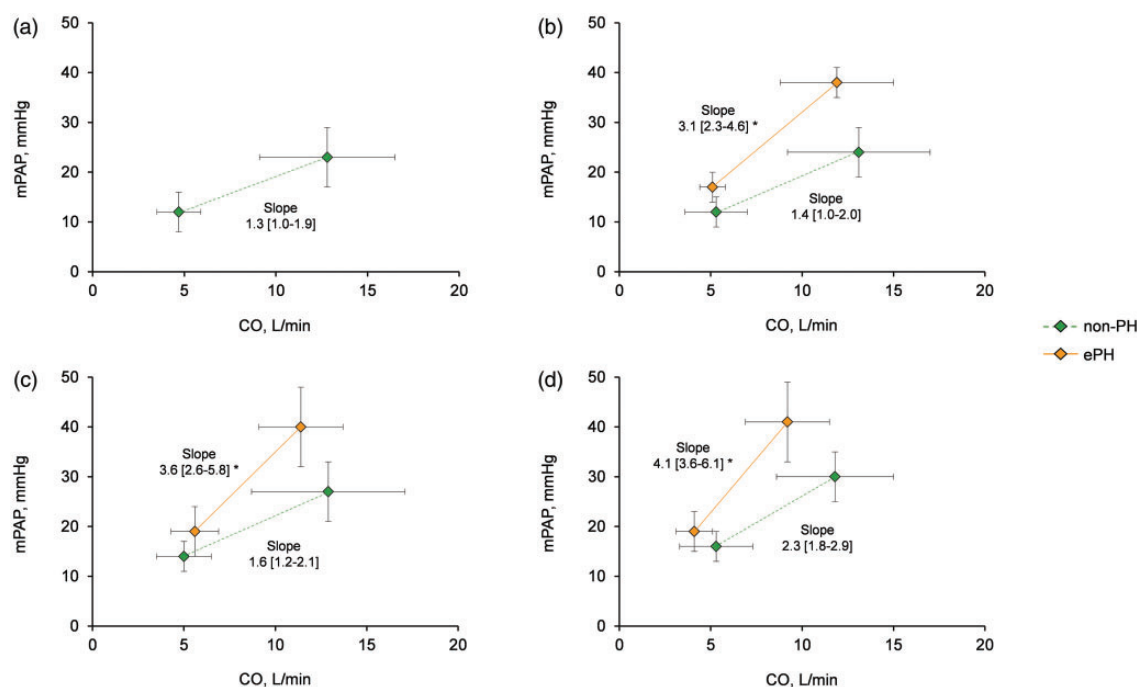 (a)
50
40
30
20
10
0
mPAP, mmHg
Slope
1.3 [1.0-1.9]
0 5 10 15 20
CO, L/min
(b)
50
40
30
20
10
0
mPAP, mmHg
Slope
3.1 [2.3-4.6] *
Slope
1.4 [1.0-2.0]
0 5 10 15 20
CO, L/min
non-PH
ePH
(c)
50
40
30
20
10
0
mPAP, mmHg
Slope
3.6 [2.6-5.8] *
Slope
1.6 [1.2-2.1]
0 5 10 15 20
CO, L/min
(d)
50
40
30
20
10
0
mPAP, mmHg
Slope
4.1 [3.6-6.1] *
Slope
2.3 [1.8-2.9]
0 5 10 15 20
CO, L/min